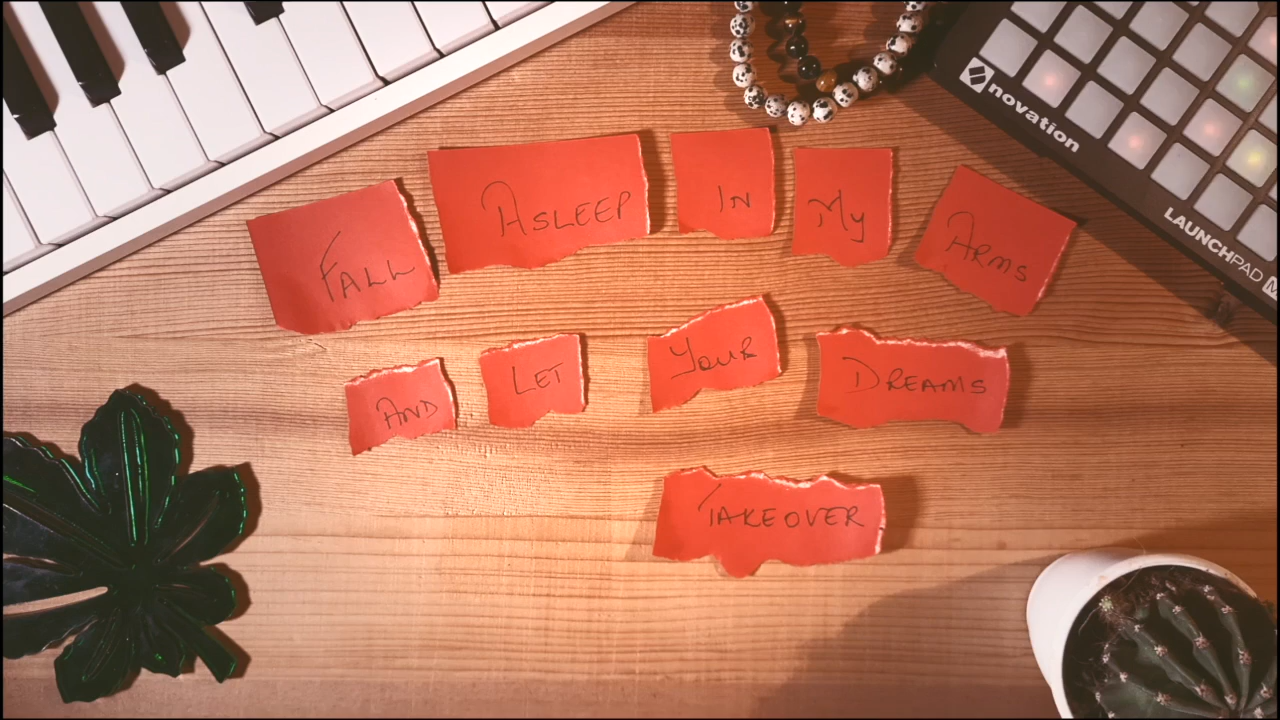 Fall Asleep In My Arms
And Let Your Dreams
Takeover
novation
LAUNCHPAD M